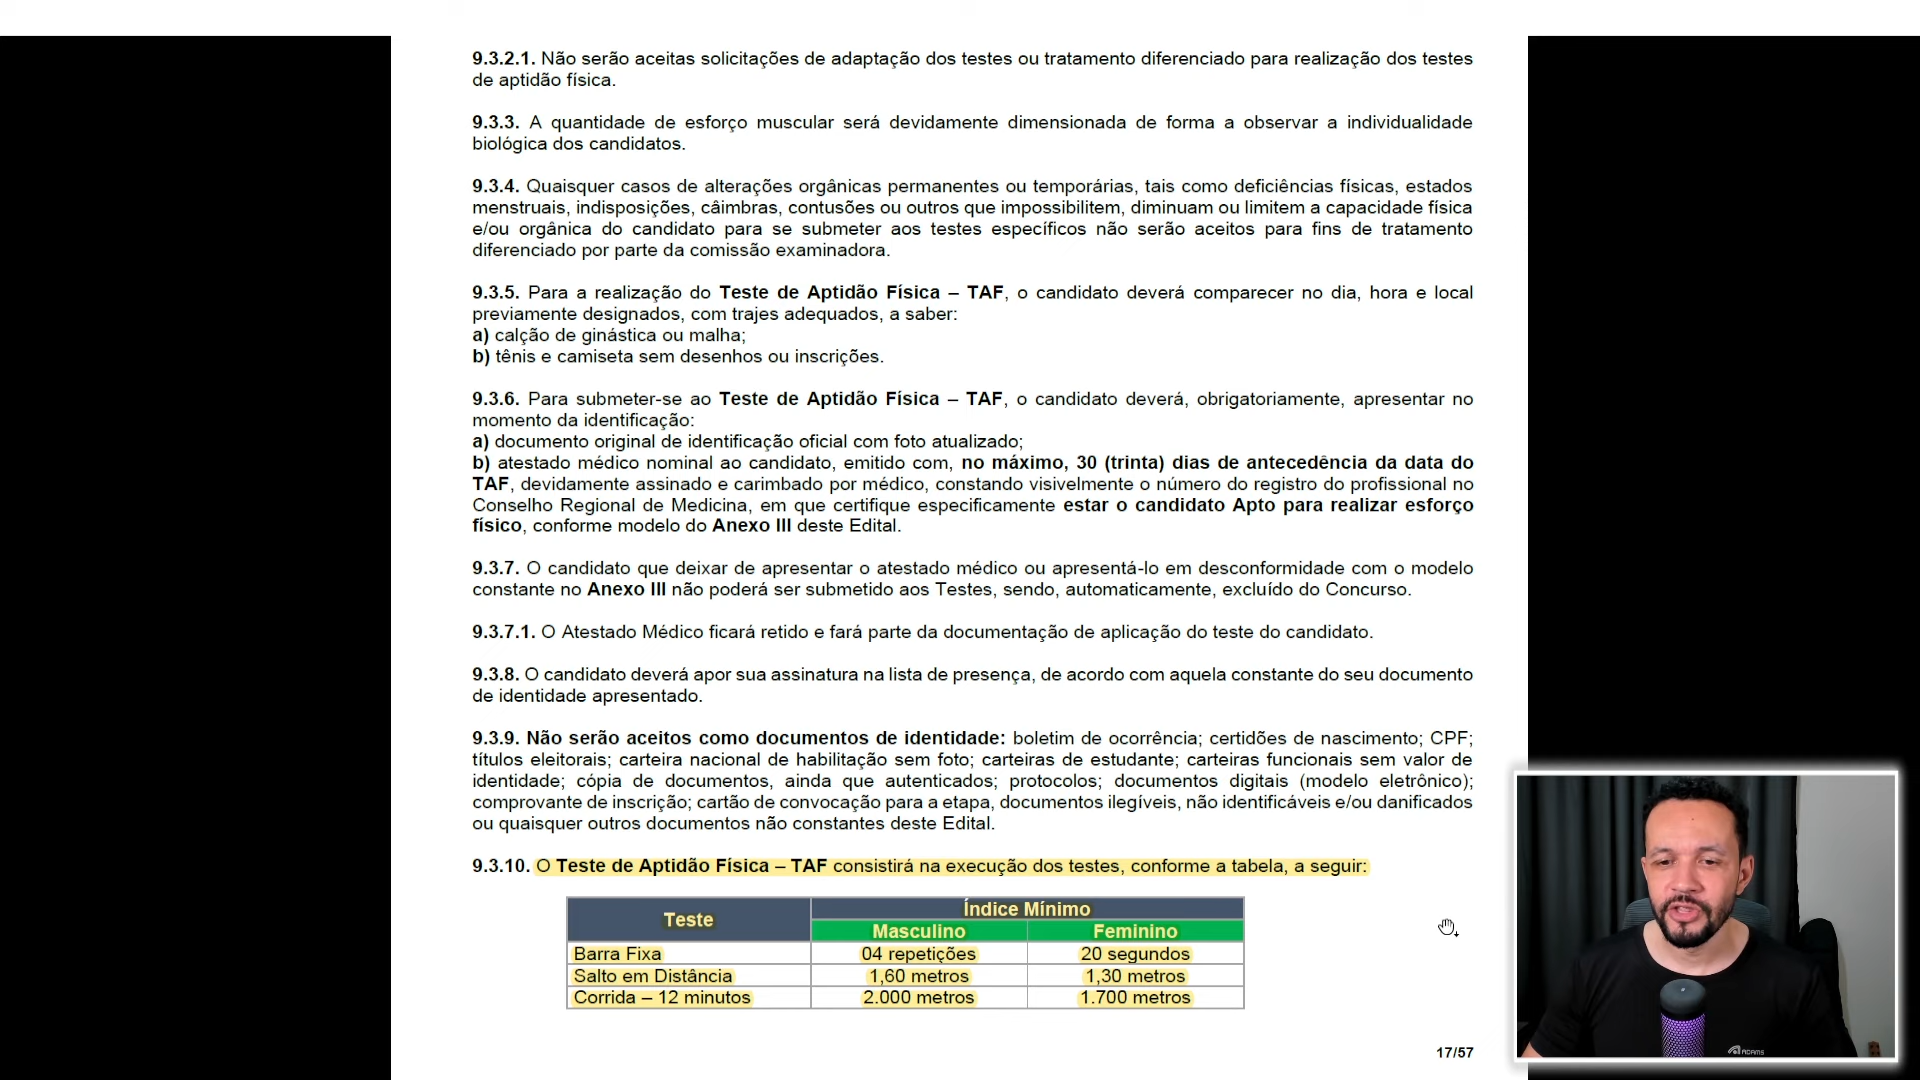 9.3.2.1. Não serão aceitas solicitações de adaptação dos testes ou tratamento diferenciado para realização dos testes
de aptidão física.
9.3.3. A quantidade de esforço muscular será devidamente dimensionada de forma a observar a individualidade
biológica dos candidatos.
9.3.4. Quaisquer casos de alterações orgânicas permanentes ou temporárias, tais como deficiências físicas, estados
menstruais, indisposições, câimbras, contusões ou outros que impossibilitem, diminuam ou limitem a capacidade física
e/ou orgânica do candidato para se submeter aos testes específicos não serão aceitos para fins de tratamento
diferenciado por parte da comissão examinadora.
9.3.5. Para a realização do Teste de Aptidão Física – TAF, o candidato deverá comparecer no dia, hora e local
previamente designados, com trajes adequados, a saber:
a) calção de ginástica ou malha;
b) tênis e camiseta sem desenhos ou inscrições.
9.3.6. Para submeter-se ao Teste de Aptidão Física – TAF, o candidato deverá, obrigatoriamente, apresentar no
momento da identificação:
a) documento original de identificação oficial com foto atualizado;
b) atestado médico nominal ao candidato, emitido com, no máximo, 30 (trinta) dias de antecedência da data do
TAF, devidamente assinado e carimbado por médico, constando visivelmente o número do registro do profissional no
Conselho Regional de Medicina, em que certifique especificamente estar o candidato Apto para realizar esforço
físico, conforme modelo do Anexo III deste Edital.
9.3.7. O candidato que deixar de apresentar o atestado médico ou apresentá-lo em desconformidade com o modelo
constante no Anexo III não poderá ser submetido aos Testes, sendo, automaticamente, excluído do Concurso.
9.3.7.1. O Atestado Médico ficará retido e fará parte da documentação de aplicação do teste do candidato.
9.3.8. O candidato deverá apor sua assinatura na lista de presença, de acordo com aquela constante do seu documento
de identidade apresentado.
9.3.9. Não serão aceitos como documentos de identidade: boletim de ocorrência; certidões de nascimento; CPF;
títulos eleitorais; carteira nacional de habilitação sem foto; carteiras de estudante; carteiras funcionais sem valor de
identidade; cópia de documentos, ainda que autenticados; protocolos; documentos digitais (modelo eletrônico);
comprovante de inscrição; cartão de convocação para a etapa, documentos ilegíveis, não identificáveis e/ou danificados
ou quaisquer outros documentos não constantes deste Edital.
9.3.10. O Teste de Aptidão Física – TAF consistirá na execução dos testes, conforme a tabela, a seguir:
Teste Índice Mínimo
Masculino Feminino
Barra Fixa 04 repetições 20 segundos
Salto em Distância 1,60 metros 1,30 metros
Corrida – 12 minutos 2.000 metros 1.700 metros
17/57
ADAMS